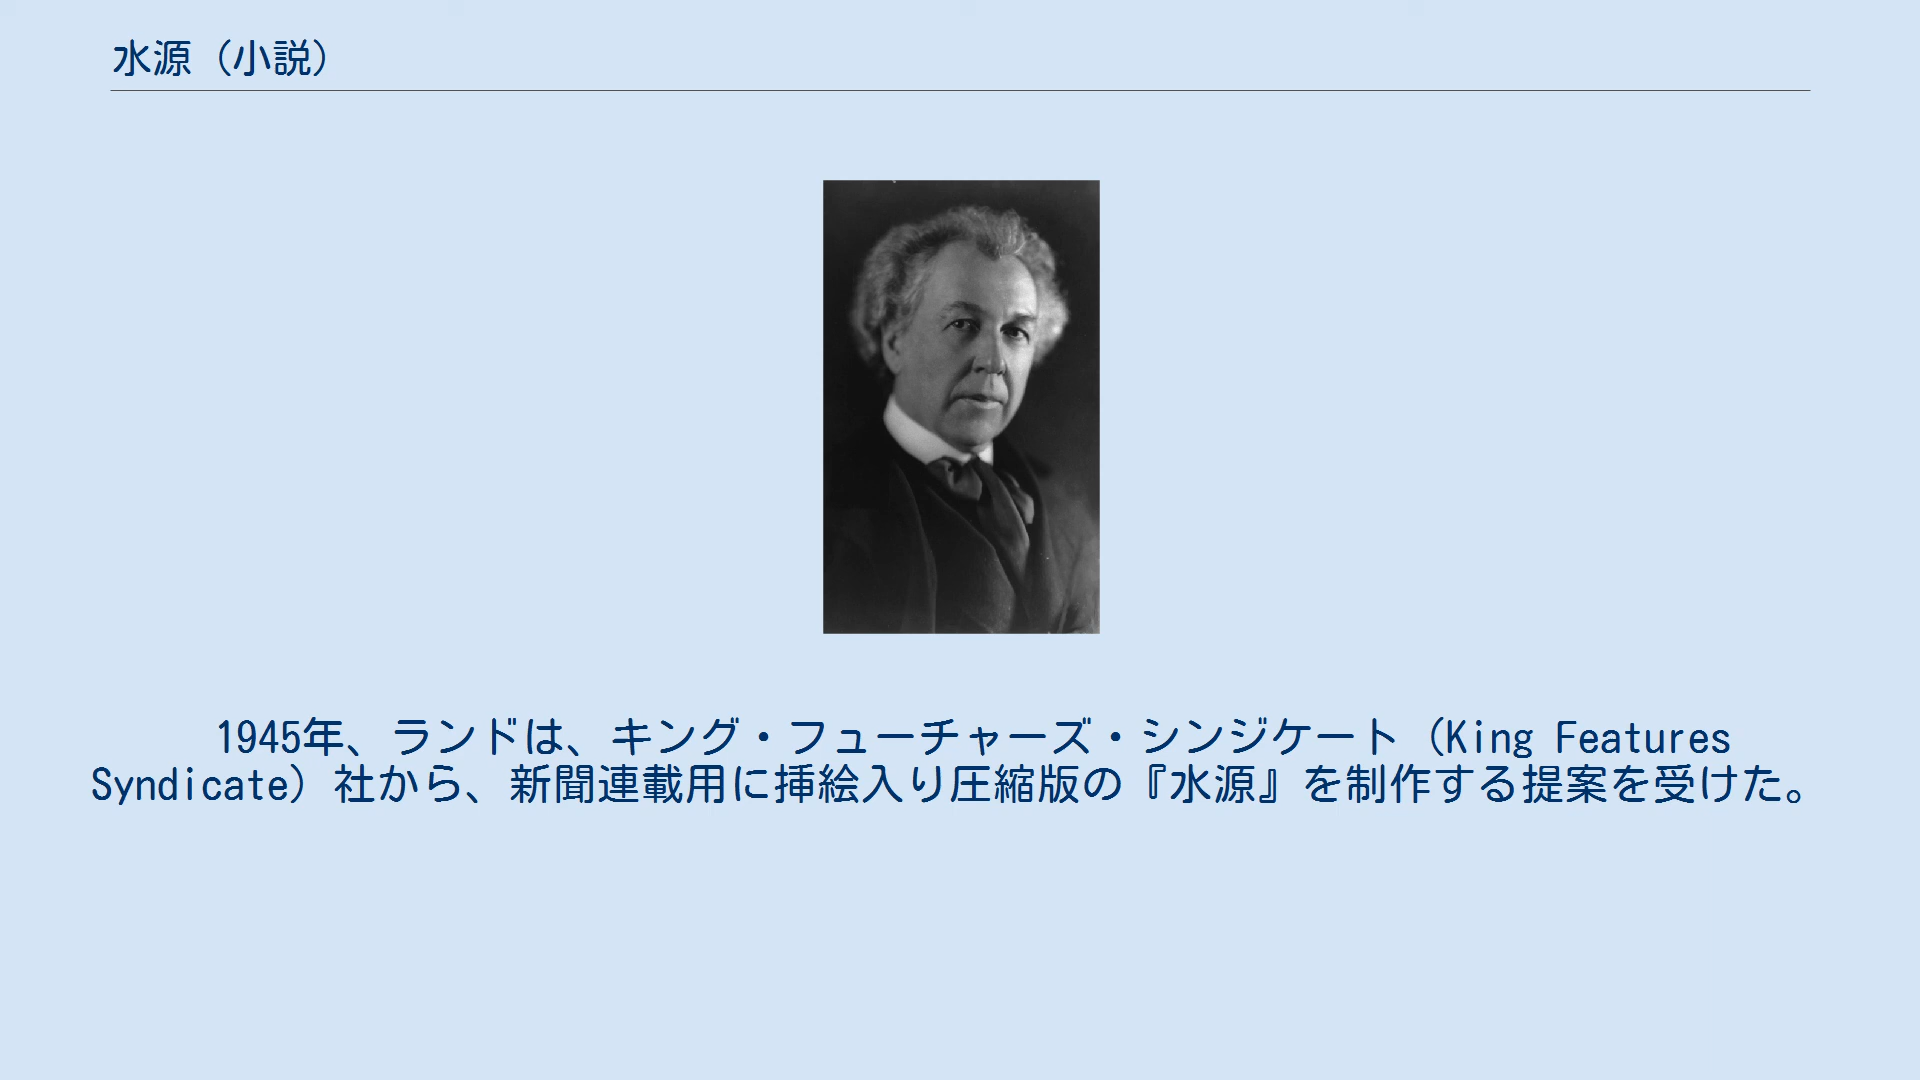 水源（小説）
1945年、ランドは、キング・フューチャーズ・シンジケート（King Features
Syndicate）社から、新聞連載用に挿絵入り圧縮版の『水源』を制作する提案を受けた。